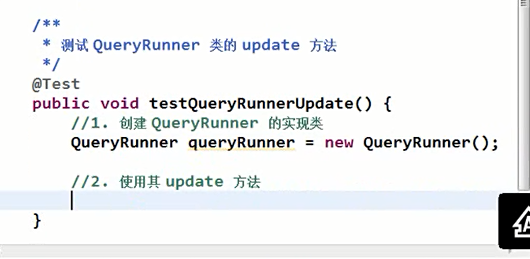 /**
 * 测试 QueryRunner 类的 update 方法
 */
@Test
public void testQueryRunnerUpdate() {
    //1. 创建 QueryRunner 的实现类
    QueryRunner queryRunner = new QueryRunner();
    //2. 使用其 update 方法
}